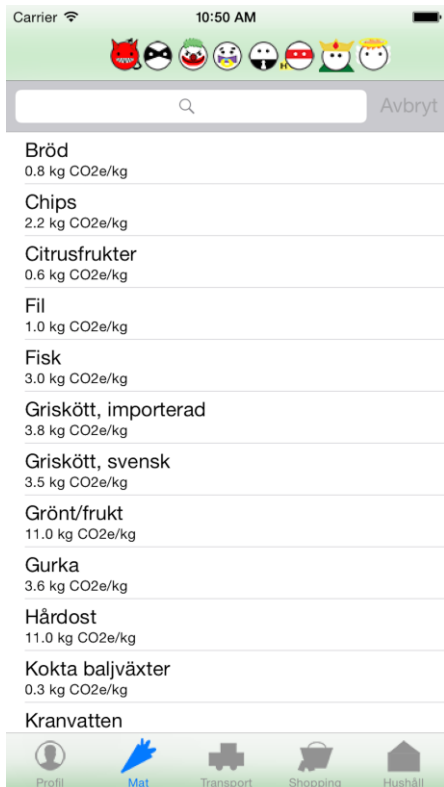 Carrier 10:50 AM
H
Avbryt
Bröd
0.8 kg CO2e/kg
Chips
2.2 kg CO2e/kg
Citrusfrukter
0.6 kg CO2e/kg
Fil
1.0 kg CO2e/kg
Fisk
3.0 kg CO2e/kg
Griskött, importerad
3.8 kg CO2e/kg
Griskött, svensk
3.5 kg CO2e/kg
Grönt/frukt
11.0 kg CO2e/kg
Gurka
3.6 kg CO2e/kg
Hårdost
11.0 kg CO2e/kg
Kokta baljväxter
0.3 kg CO2e/kg
Kranvatten
Profil Mat Transport Shopping Hushåll